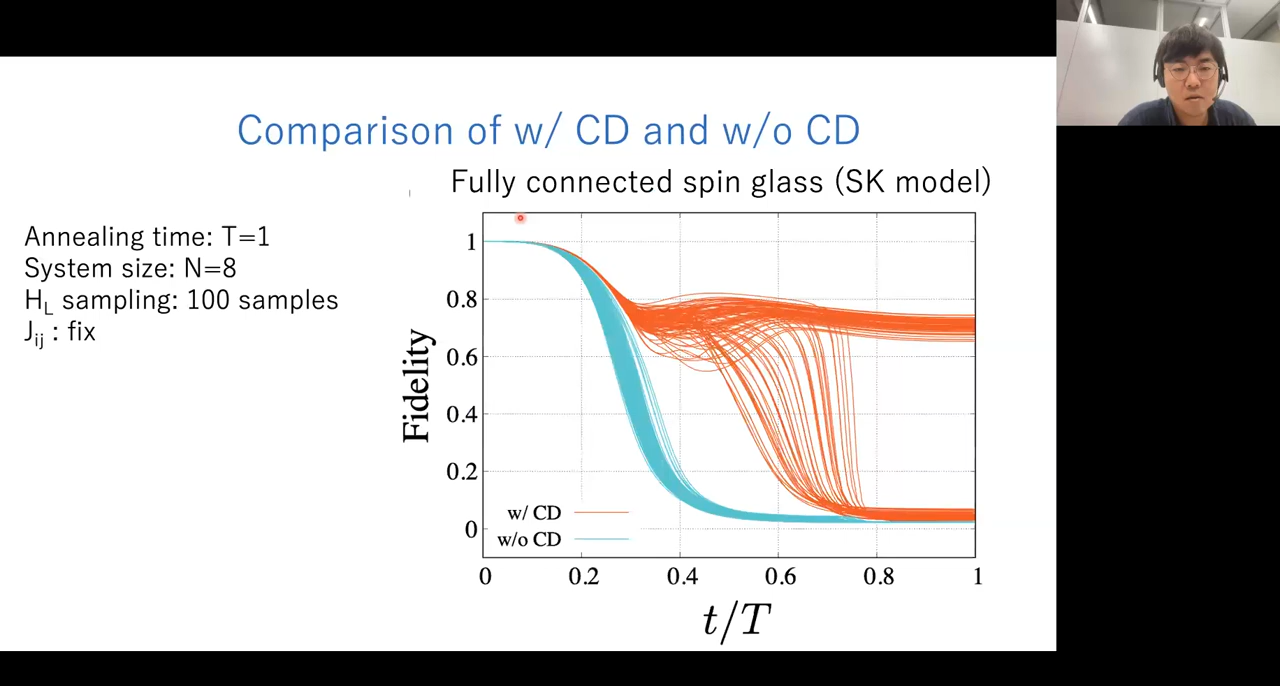 Comparison of w/ CD and w/o CD
Fully connected spin glass (SK model)
Annealing time: T=1
System size: N=8
H_L sampling: 100 samples
J_ij : fix
Fidelity
1
0.8
0.6
0.4
0.2
0
w/ CD
w/o CD
0 0.2 0.4 0.6 0.8 1
t/T